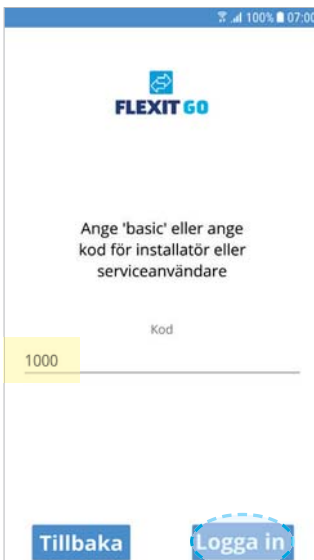 100% 07:00
FLEXIT GO
Ange 'basic' eller ange
kod för installatör eller
serviceanvändare
Kod
1000
Tillbaka
Logga in